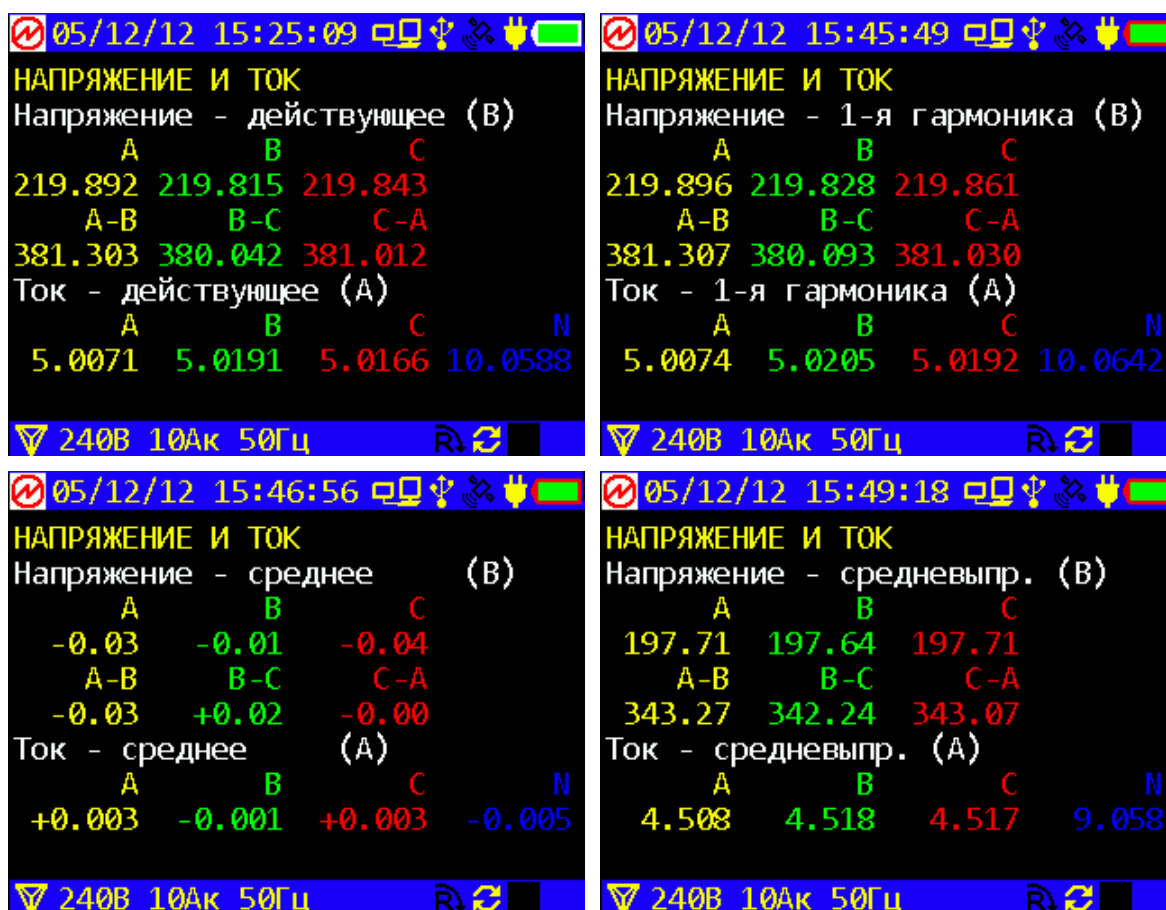 05/12/12 15:25:09
НАПРЯЖЕНИЕ И ТОК
Напряжение - действующее (В)
A B C
219.892 219.815 219.843
A-B B-C C-A
381.303 380.042 381.012
Ток - действующее (А)
A B C N
5.0071 5.0191 5.0166 10.0588
240В 10Ак 50Гц R
05/12/12 15:45:49
НАПРЯЖЕНИЕ И ТОК
Напряжение - 1-я гармоника (В)
A B C
219.896 219.828 219.861
A-B B-C C-A
381.307 380.093 381.030
Ток - 1-я гармоника (А)
A B C N
5.0074 5.0205 5.0192 10.0642
240В 10Ак 50Гц R
05/12/12 15:46:56
НАПРЯЖЕНИЕ И ТОК
Напряжение - среднее (В)
A B C
-0.03 -0.01 -0.04
A-B B-C C-A
-0.03 +0.02 -0.00
Ток - среднее (А)
A B C N
+0.003 -0.001 +0.003 -0.005
240В 10Ак 50Гц R
05/12/12 15:49:18
НАПРЯЖЕНИЕ И ТОК
Напряжение - средневыпр. (В)
A B C
197.71 197.64 197.71
A-B B-C C-A
343.27 342.24 343.07
Ток - средневыпр. (А)
A B C N
4.508 4.518 4.517 9.058
240В 10Ак 50Гц R